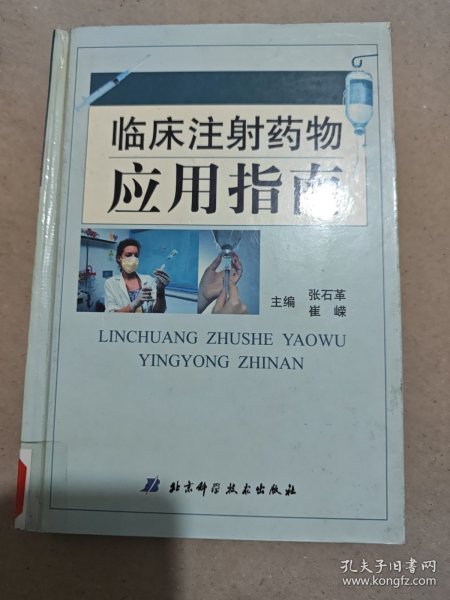 临床注射药物
应用指南
主编 张石革
崔嵘
LINCHUANG ZHUSHE YAOWU
YINGYONG ZHINAN
北京科学技术出版社
孔夫子旧书网
www.kongfz.com